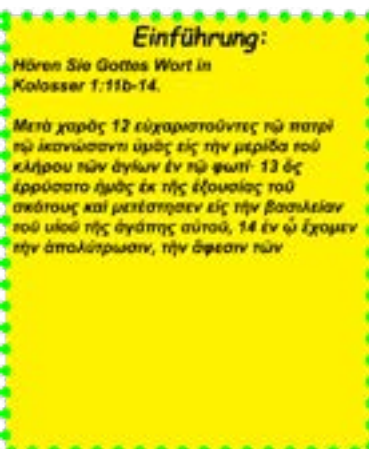 Einführung:
Hören Sie Gottes Wort in
Kolosser 1:11b-14.
Μετὰ χαρᾶς 12 εὐχαριστοῦντες τῷ πατρὶ
τῷ ἱκανώσαντι ὑμᾶς εἰς τὴν μερίδα τοῦ
κλήρου τῶν ἁγίων ἐν τῷ φωτί· 13 ὃς
ἐρρύσατο ἡμᾶς ἐκ τῆς ἐξουσίας τοῦ
σκότους καὶ μετέστησεν εἰς τὴν βασιλείαν
τοῦ υἱοῦ τῆς ἀγάπης αὐτοῦ, 14 ἐν ᾧ ἔχομεν
τὴν ἀπολύτρωσιν, τὴν ἄφεσιν τῶν